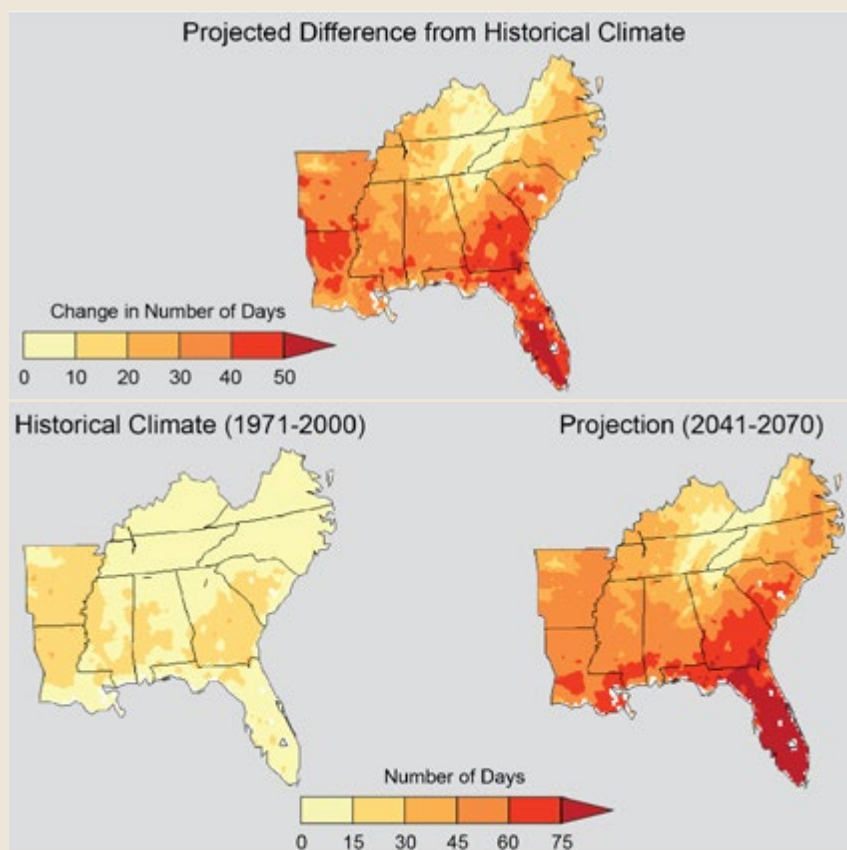 Projected Difference from Historical Climate
Change in Number of Days
0 10 20 30 40 50
Historical Climate (1971-2000)
Projection (2041-2070)
Number of Days
0 15 30 45 60 75